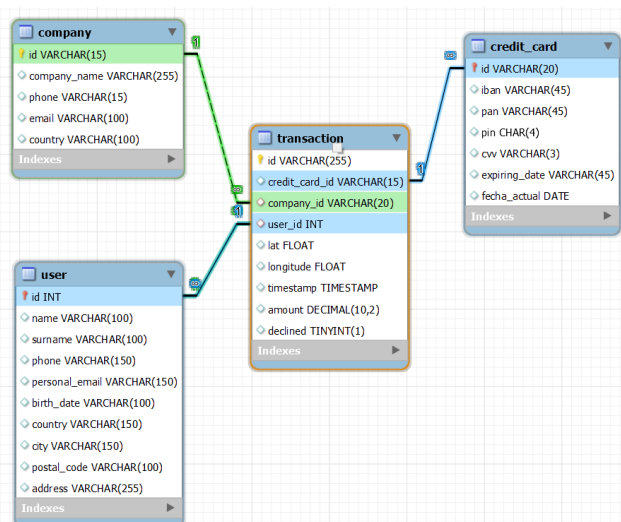 company
id VARCHAR(15)
company_name VARCHAR(255)
phone VARCHAR(15)
email VARCHAR(100)
country VARCHAR(100)
Indexes
credit_card
id VARCHAR(20)
iban VARCHAR(45)
pan VARCHAR(45)
pin CHAR(4)
cvv VARCHAR(3)
expiring_date VARCHAR(45)
fecha_actual DATE
Indexes
transaction
id VARCHAR(255)
credit_card_id VARCHAR(15)
company_id VARCHAR(20)
user_id INT
lat FLOAT
longitude FLOAT
timestamp TIMESTAMP
amount DECIMAL(10,2)
declined TINYINT(1)
Indexes
user
id INT
name VARCHAR(100)
surname VARCHAR(100)
phone VARCHAR(150)
personal_email VARCHAR(150)
birth_date VARCHAR(100)
country VARCHAR(150)
city VARCHAR(150)
postal_code VARCHAR(100)
address VARCHAR(255)
Indexes
1
∞
1
∞
1
∞